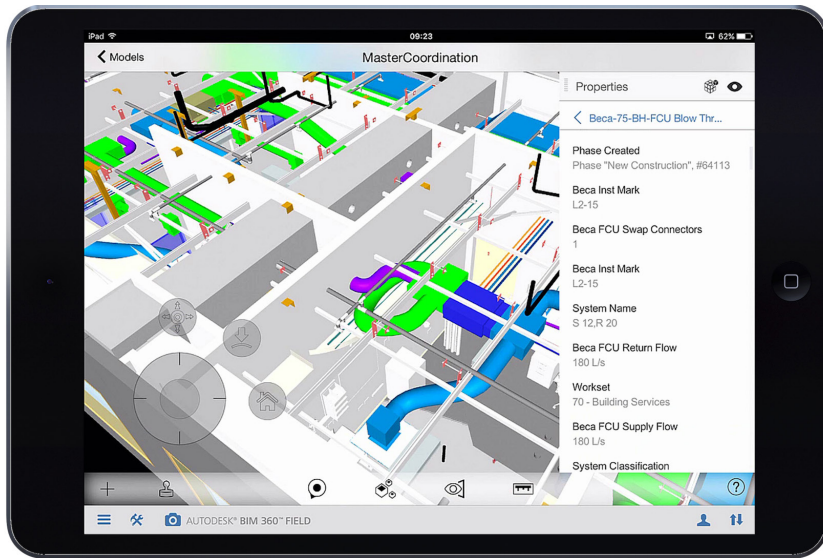 iPad
09:23
62%
Models
MasterCoordination
Properties
Beca-75-BH-FCU Blow Thr...
Phase Created
Phase "New Construction", #64113
Beca Inst Mark
L2-15
Beca FCU Swap Connectors
1
Beca Inst Mark
L2-15
System Name
S 12,R 20
Beca FCU Return Flow
180 L/s
Workset
70 - Building Services
Beca FCU Supply Flow
180 L/s
System Classification
?
AUTODESK® BIM 360™ FIELD